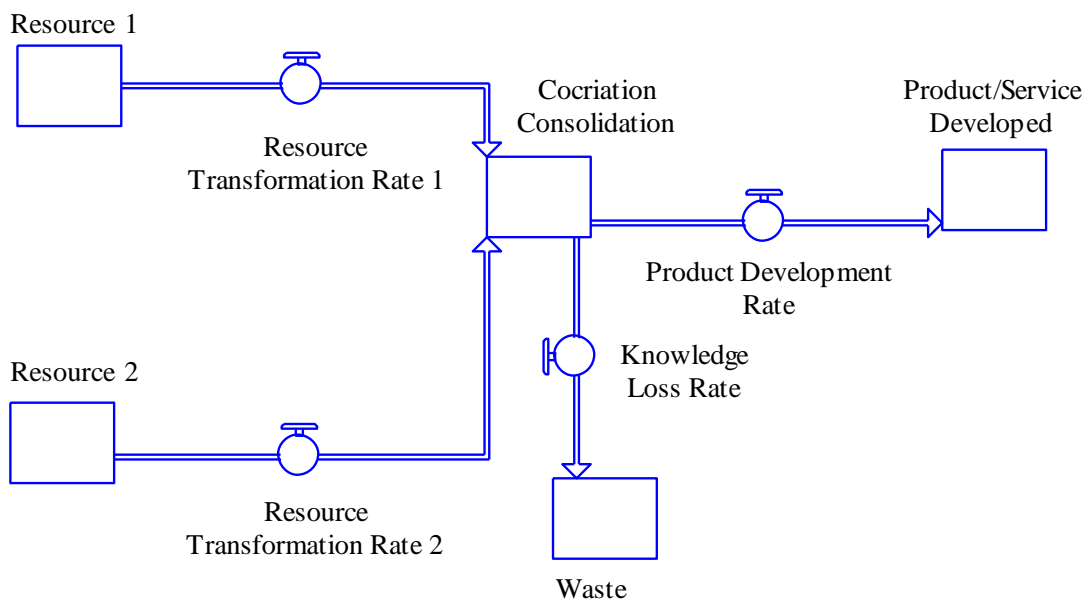 Resource 1
Resource
Transformation Rate 1
Cocriation
Consolidation
Product/Service
Developed
Product Development
Rate
Knowledge
Loss Rate
Resource 2
Resource
Transformation Rate 2
Waste